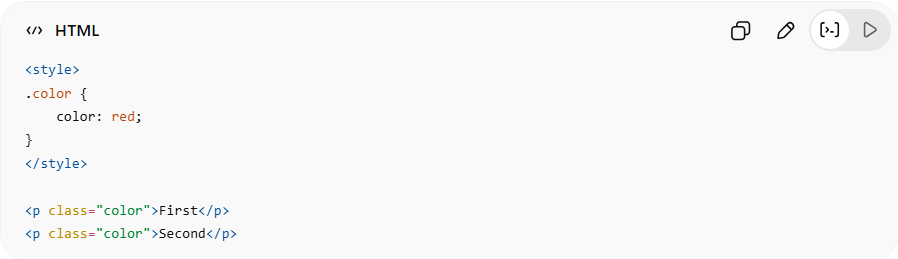 HTML
<style>
.color {
    color: red;
}
</style>

<p class="color">First</p>
<p class="color">Second</p>